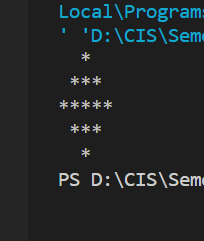 Local\Programs
' 'D:\CIS\Seme
*
***
*****
***
*
PS D:\CIS\Seme